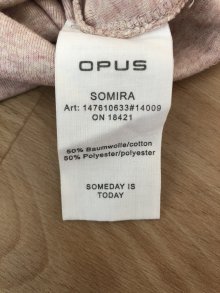 OPUS
SOMIRA
Art: 147610633#14009
ON 18421
50% Baumwolle/cotton
50% Polyester/polyester
SOMEDAY IS
TODAY